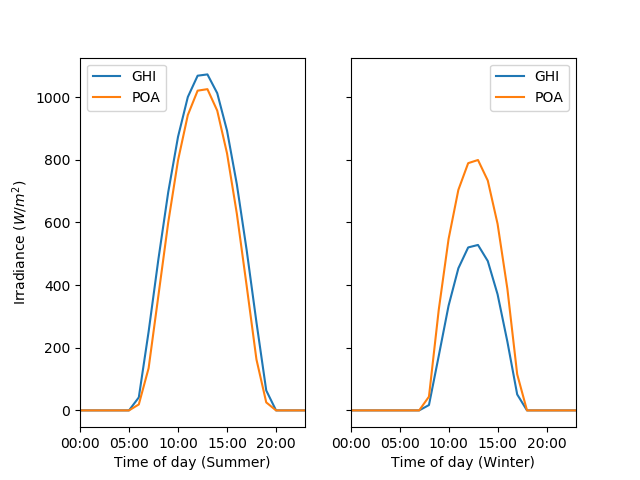 GHI
POA
GHI
POA
1000
800
600
400
200
0
Irradiance (W/m²)
00:00 05:00 10:00 15:00 20:00
00:00 05:00 10:00 15:00 20:00
Time of day (Summer)
Time of day (Winter)